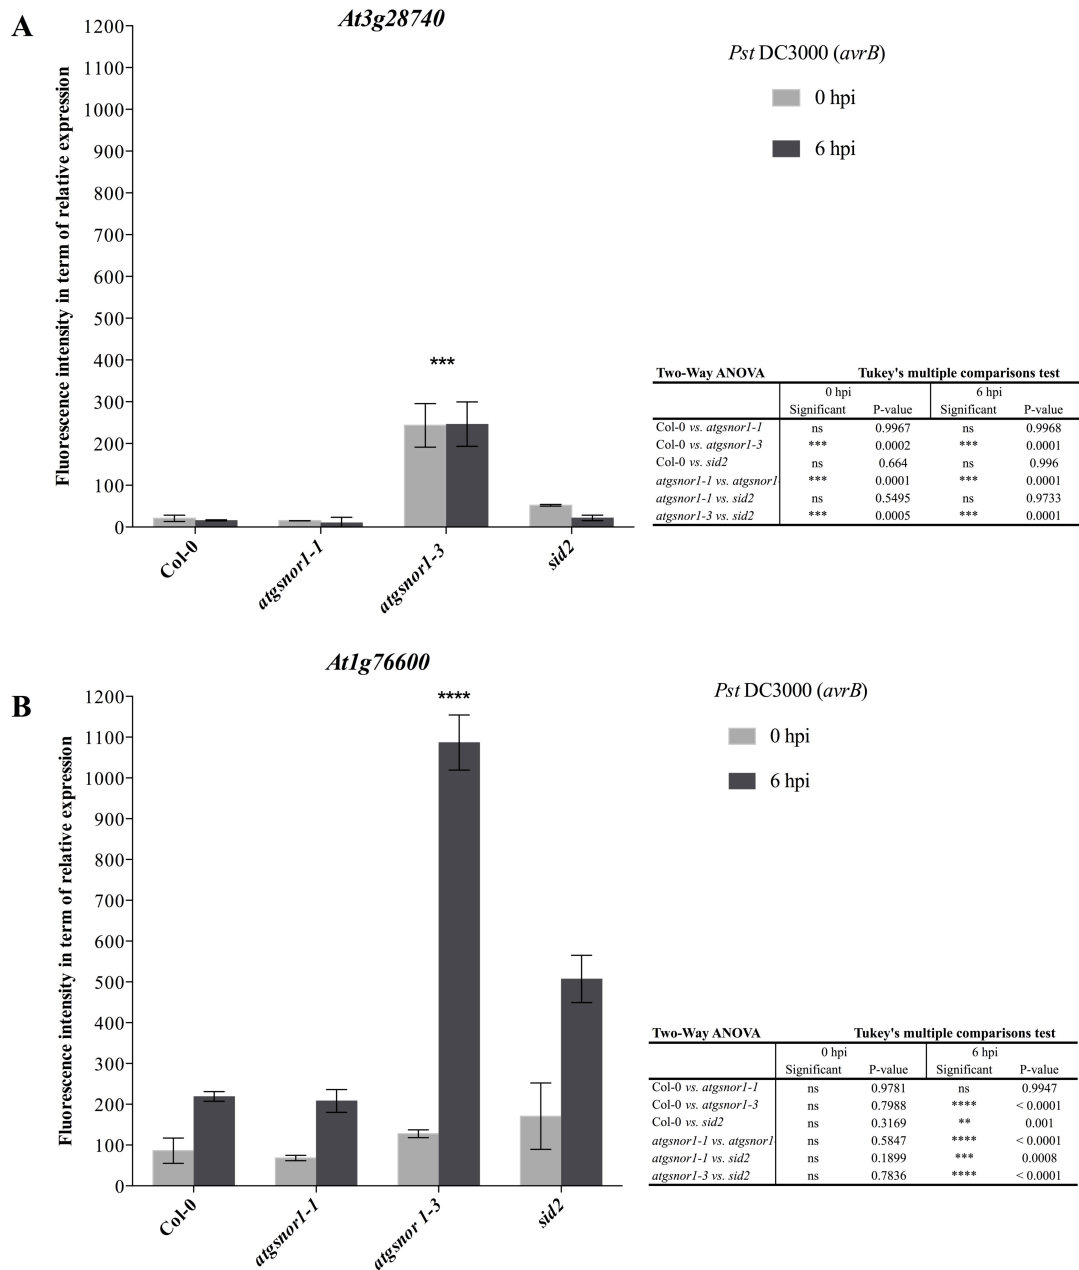 A
At3g28740
Fluorescence intensity in term of relative expression
1200
1100
1000
900
800
700
600
500
400
300
200
100
0
***
Col-0
atgsnor1-1
atgsnor1-3
sid2
Pst DC3000 (avrB)
0 hpi
6 hpi
Two-Way ANOVA Tukey's multiple comparisons test
0 hpi 6 hpi
Significant P-value Significant P-value
Col-0 vs. atgsnor1-1 ns 0.9967 ns 0.9968
Col-0 vs. atgsnor1-3 *** 0.0002 *** 0.0001
Col-0 vs. sid2 ns 0.664 ns 0.996
atgsnor1-1 vs. atgsnor1- *** 0.0001 *** 0.0001
atgsnor1-1 vs. sid2 ns 0.5495 ns 0.9733
atgsnor1-3 vs. sid2 *** 0.0005 *** 0.0001
B
At1g76600
Fluorescence intensity in term of relative expression
1200
1100
1000
900
800
700
600
500
400
300
200
100
0
****
Col-0
atgsnor1-1
atgsnor 1-3
sid2
Pst DC3000 (avrB)
0 hpi
6 hpi
Two-Way ANOVA Tukey's multiple comparisons test
0 hpi 6 hpi
Significant P-value Significant P-value
Col-0 vs. atgsnor1-1 ns 0.9781 ns 0.9947
Col-0 vs. atgsnor1-3 ns 0.7988 **** < 0.0001
Col-0 vs. sid2 ns 0.3169 ** 0.001
atgsnor1-1 vs. atgsnor1- ns 0.5847 **** < 0.0001
atgsnor1-1 vs. sid2 ns 0.1899 *** 0.0008
atgsnor1-3 vs. sid2 ns 0.7836 **** < 0.0001